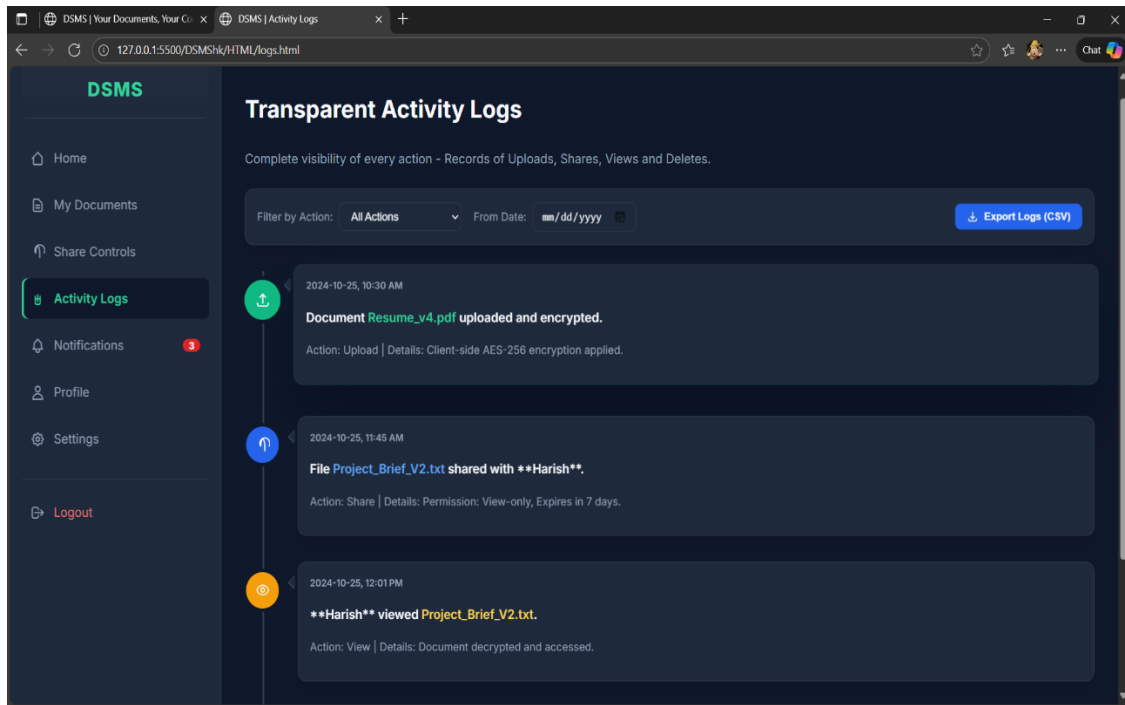 DSMS | Your Documents, Your Co
DSMS | Activity Logs
127.0.0.1:5500/DSMShk/HTML/logs.html
Chat
DSMS
Home
My Documents
Share Controls
Activity Logs
Notifications 3
Profile
Settings
Logout
Transparent Activity Logs
Complete visibility of every action - Records of Uploads, Shares, Views and Deletes.
Filter by Action: All Actions From Date: mm/dd/yyyy Export Logs (CSV)
2024-10-25, 10:30 AM
Document Resume_v4.pdf uploaded and encrypted.
Action: Upload | Details: Client-side AES-256 encryption applied.
2024-10-25, 11:45 AM
File Project_Brief_V2.txt shared with **Harish**.
Action: Share | Details: Permission: View-only, Expires in 7 days.
2024-10-25, 12:01 PM
**Harish** viewed Project_Brief_V2.txt.
Action: View | Details: Document decrypted and accessed.